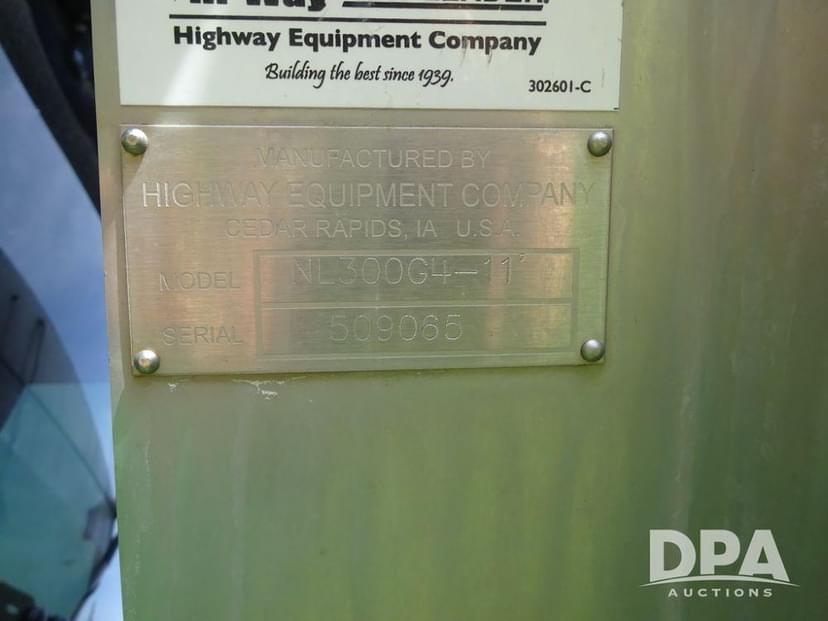 Highway Equipment Company
Building the best since 1939.
302601-C
MANUFACTURED BY
HIGHWAY EQUIPMENT COMPANY
CEDAR RAPIDS, IA U.S.A.
MODEL NL300G4-11'
SERIAL 509065
DPA
AUCTIONS